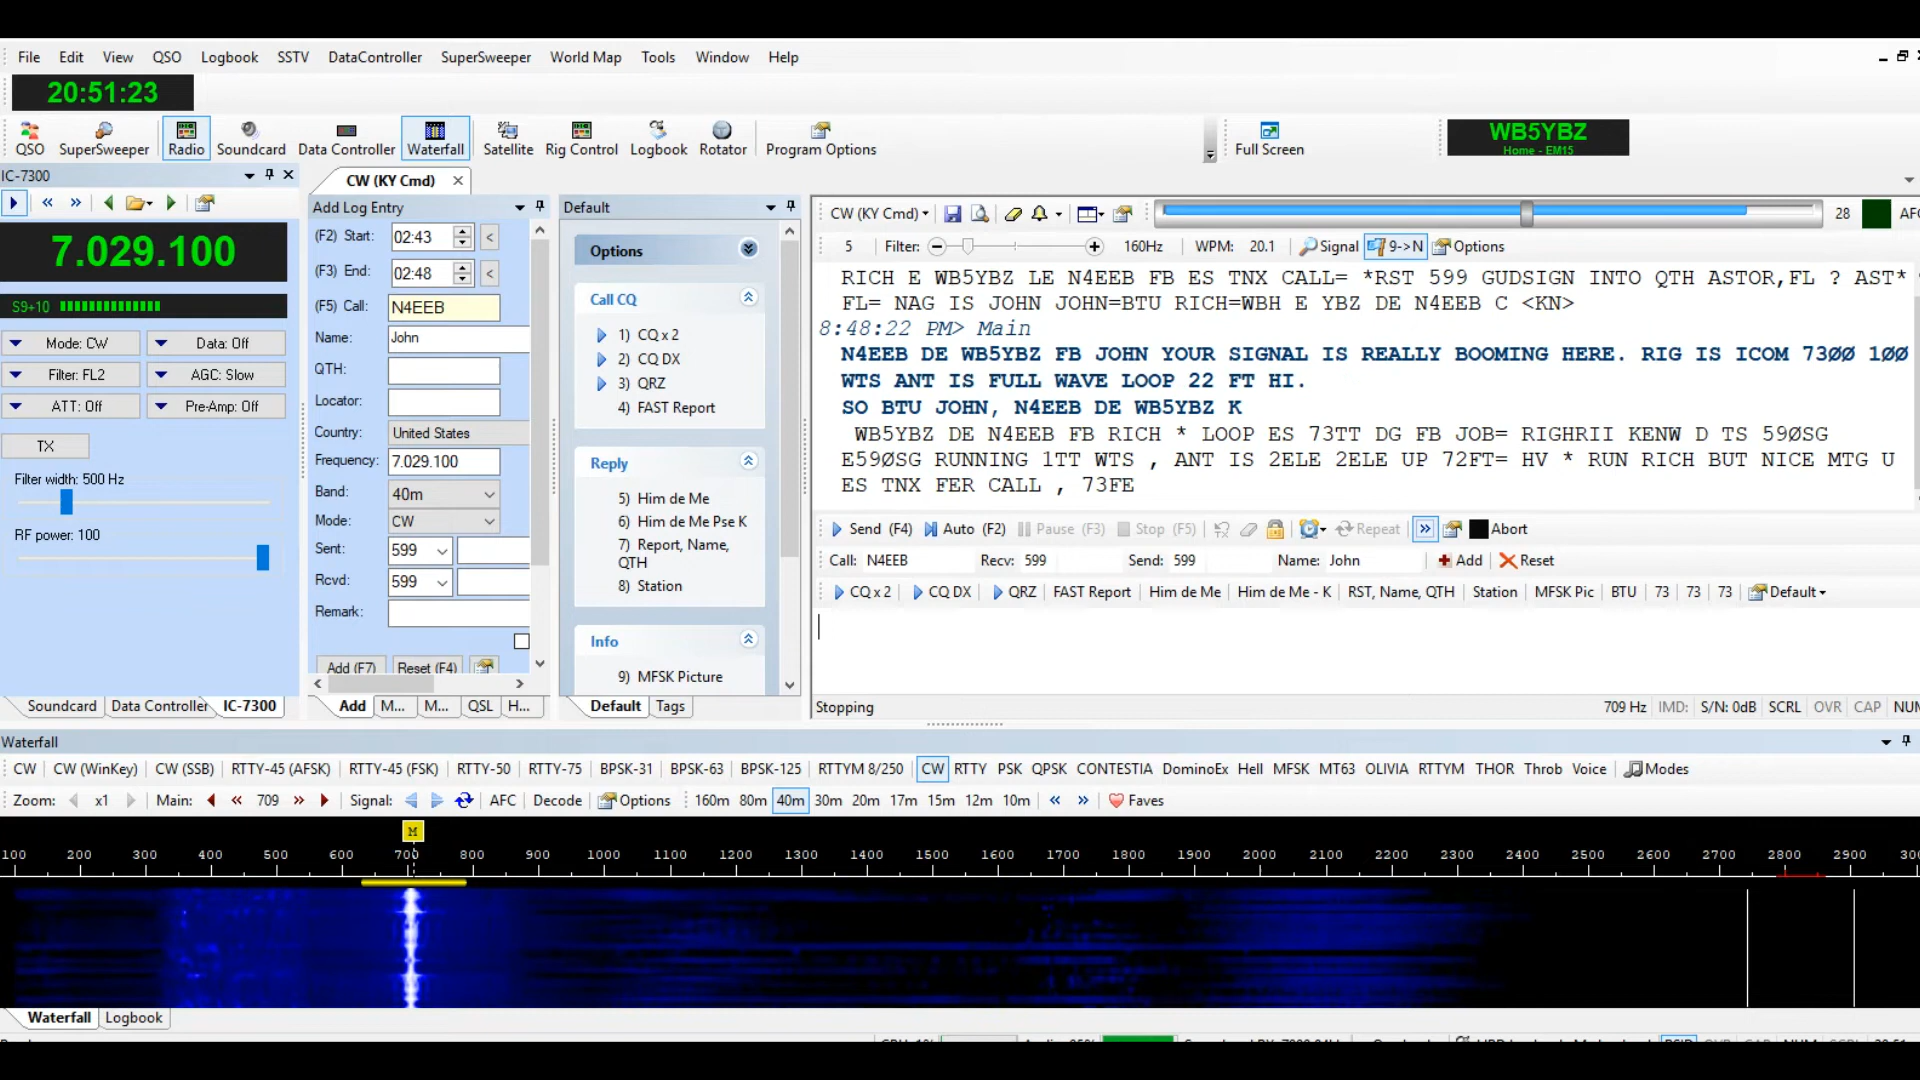 File Edit View QSO Logbook SSTV DataController SuperSweeper World Map Tools Window Help
20:51:23
QSO SuperSweeper Radio Soundcard Data Controller Waterfall Satellite Rig Control Logbook Rotator Program Options Full Screen
WB5YBZ
Home - EM15
IC-7300
7.029.100
S9+10
Mode: CW Data: Off
Filter: FL2 AGC: Slow
ATT: Off Pre-Amp: Off
TX
Filter width: 500 Hz
RF power: 100
Soundcard Data Controller IC-7300
CW (KY Cmd)
Add Log Entry
(F2) Start: 02:43 <
(F3) End: 02:48 <
(F5) Call: N4EEB
Name: John
QTH:
Locator:
Country: United States
Frequency: 7.029.100
Band: 40m
Mode: CW
Sent: 599
Rcvd: 599
Remark:
Add (F7) Reset (F4)
Add M... M... QSL H...
Default
Options
Call CQ
1) CQ x 2
2) CQ DX
3) QRZ
4) FAST Report
Reply
5) Him de Me
6) Him de Me Pse K
7) Report, Name,
QTH
8) Station
Info
9) MFSK Picture
Default Tags
CW (KY Cmd) 28 AFC
5 Filter: 160Hz WPM: 20.1 Signal 9->N Options
RICH E WB5YBZ LE N4EEB FB ES TNX CALL= *RST 599 GUDSIGN INTO QTH ASTOR,FL ? AST*
FL= NAG IS JOHN JOHN=BTU RICH=WBH E YBZ DE N4EEB C <KN>
8:48:22 PM> Main
N4EEB DE WB5YBZ FB JOHN YOUR SIGNAL IS REALLY BOOMING HERE. RIG IS ICOM 73ØØ 1ØØ
WTS ANT IS FULL WAVE LOOP 22 FT HI.
SO BTU JOHN, N4EEB DE WB5YBZ K
WB5YBZ DE N4EEB FB RICH * LOOP ES 73TT DG FB JOB= RIGHRII KENW D TS 59ØSG
E59ØSG RUNNING 1TT WTS , ANT IS 2ELE 2ELE UP 72FT= HV * RUN RICH BUT NICE MTG U
ES TNX FER CALL , 73FE
Send (F4) Auto (F2) Pause (F3) Stop (F5) Repeat Abort
Call: N4EEB Recv: 599 Send: 599 Name: John Add Reset
CQ x 2 CQ DX QRZ FAST Report Him de Me Him de Me - K RST, Name, QTH Station MFSK Pic BTU 73 73 73 Default
Stopping 709 Hz IMD: S/N: 0dB SCRL OVR CAP NUM
Waterfall
CW CW (WinKey) CW (SSB) RTTY-45 (AFSK) RTTY-45 (FSK) RTTY-50 RTTY-75 BPSK-31 BPSK-63 BPSK-125 RTTYM 8/250 CW RTTY PSK QPSK CONTESTIA DominoEx Hell MFSK MT63 OLIVIA RTTYM THOR Throb Voice Modes
Zoom: x1 Main: 709 Signal: AFC Decode Options 160m 80m 40m 30m 20m 17m 15m 12m 10m Faves
M
100 200 300 400 500 600 700 800 900 1000 1100 1200 1300 1400 1500 1600 1700 1800 1900 2000 2100 2200 2300 2400 2500 2600 2700 2800 2900
Waterfall Logbook